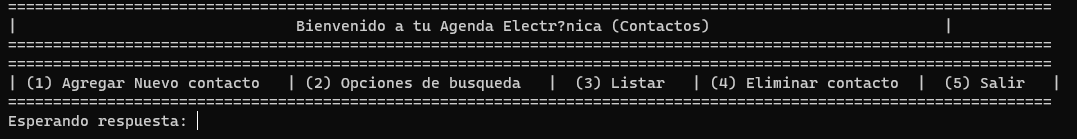 ====================================================================================================================
|                               Bienvenido a tu Agenda Electr?nica (Contactos)                          |
====================================================================================================================
====================================================================================================================
| (1) Agregar Nuevo contacto   | (2) Opciones de busqueda   |  (3) Listar   | (4) Eliminar contacto  |  (5) Salir   |
====================================================================================================================
Esperando respuesta: